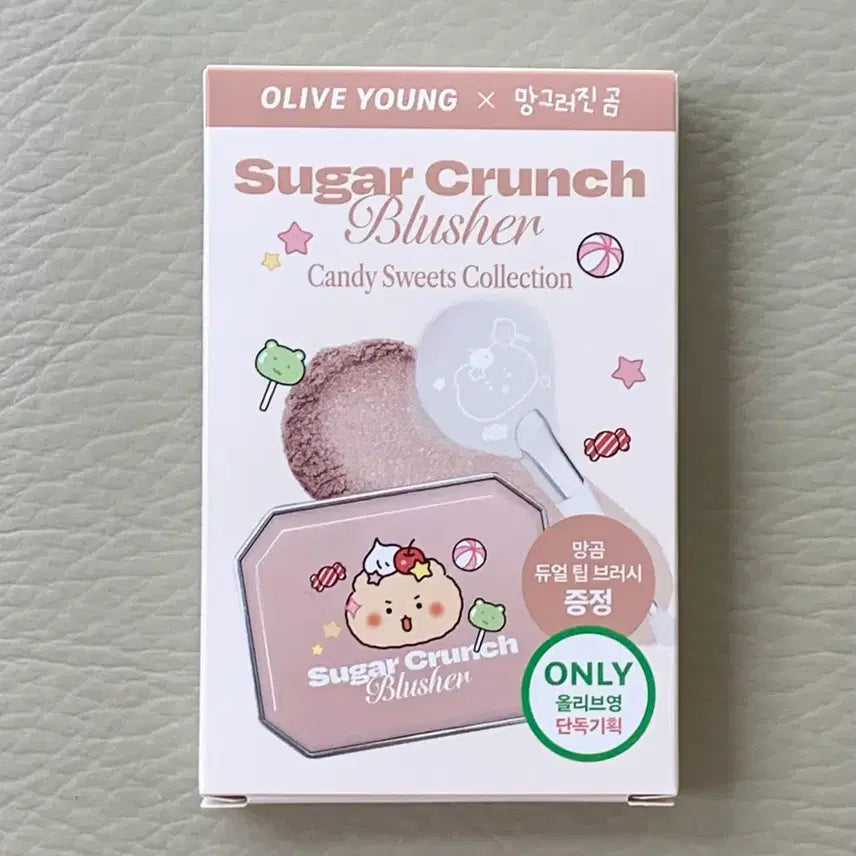 OLIVE YOUNG × 망그러진 곰
Sugar Crunch
Blusher
Candy Sweets Collection
망곰
듀얼 팁 브러시
증정
Sugar Crunch
Blusher
ONLY
올리브영
단독기획